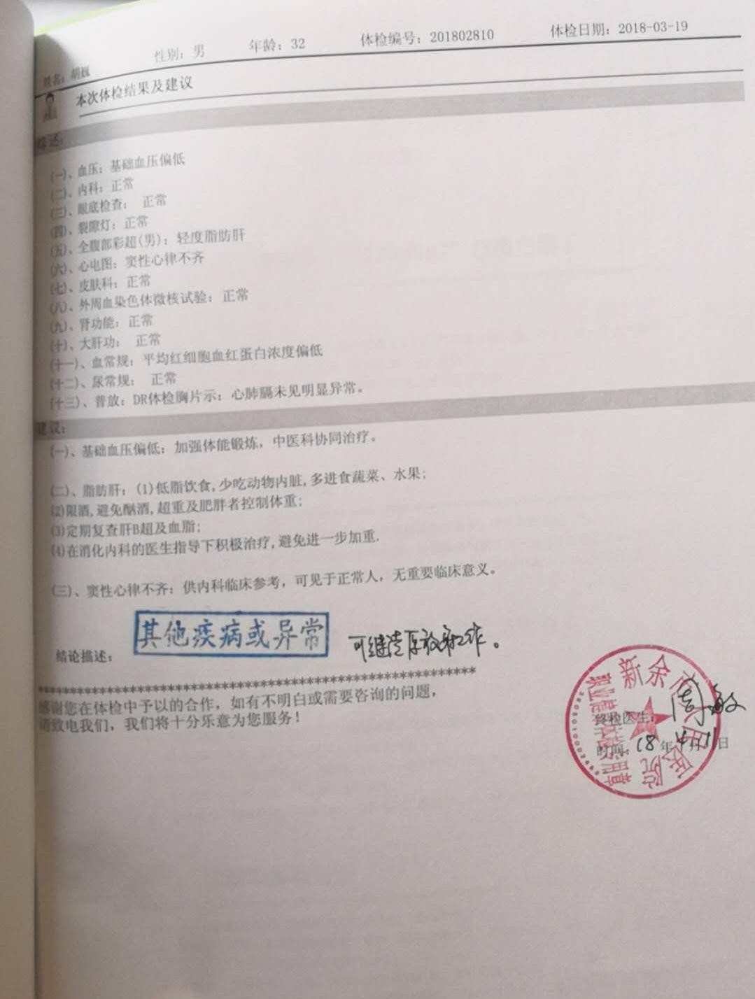 姓名：胡巍 性别：男 年龄：32 体检编号：201802810 体检日期：2018-03-19
本次体检结果及建议
综述：
(一)、血压：基础血压偏低
(二)、内科：正常
(三)、眼底检查： 正常
(四)、裂隙灯：正常
(五)、全腹部彩超(男)：轻度脂肪肝
(六)、心电图：窦性心律不齐
(七)、皮肤科：正常
(八)、外周血染色体微核试验：正常
(九)、肾功能：正常
(十)、大肝功： 正常
(十一)、血常规：平均红细胞血红蛋白浓度偏低
(十二)、尿常规： 正常
(十三)、普放：DR体检胸片示：心肺膈未见明显异常。
建议：
(一)、基础血压偏低：加强体能锻炼，中医科协同治疗。
(二)、脂肪肝：(1)低脂饮食,少吃动物内脏,多进食蔬菜、水果;
(2)限酒,避免酗酒,超重及肥胖者控制体重;
(3)定期复查肝B超及血脂;
(4)在消化内科的医生指导下积极治疗,避免进一步加重.
(三)、窦性心律不齐：供内科临床参考，可见于正常人，无重要临床意义。
结论描述： 其他疾病或异常 可继续原放射工作。
************************************************************
感谢您在体检中予以的合作，如有不明白或需要咨询的问题，
请致电我们，我们将十分乐意为您服务！
新余 医院
终检医生：周敏
时间：18年4月11日